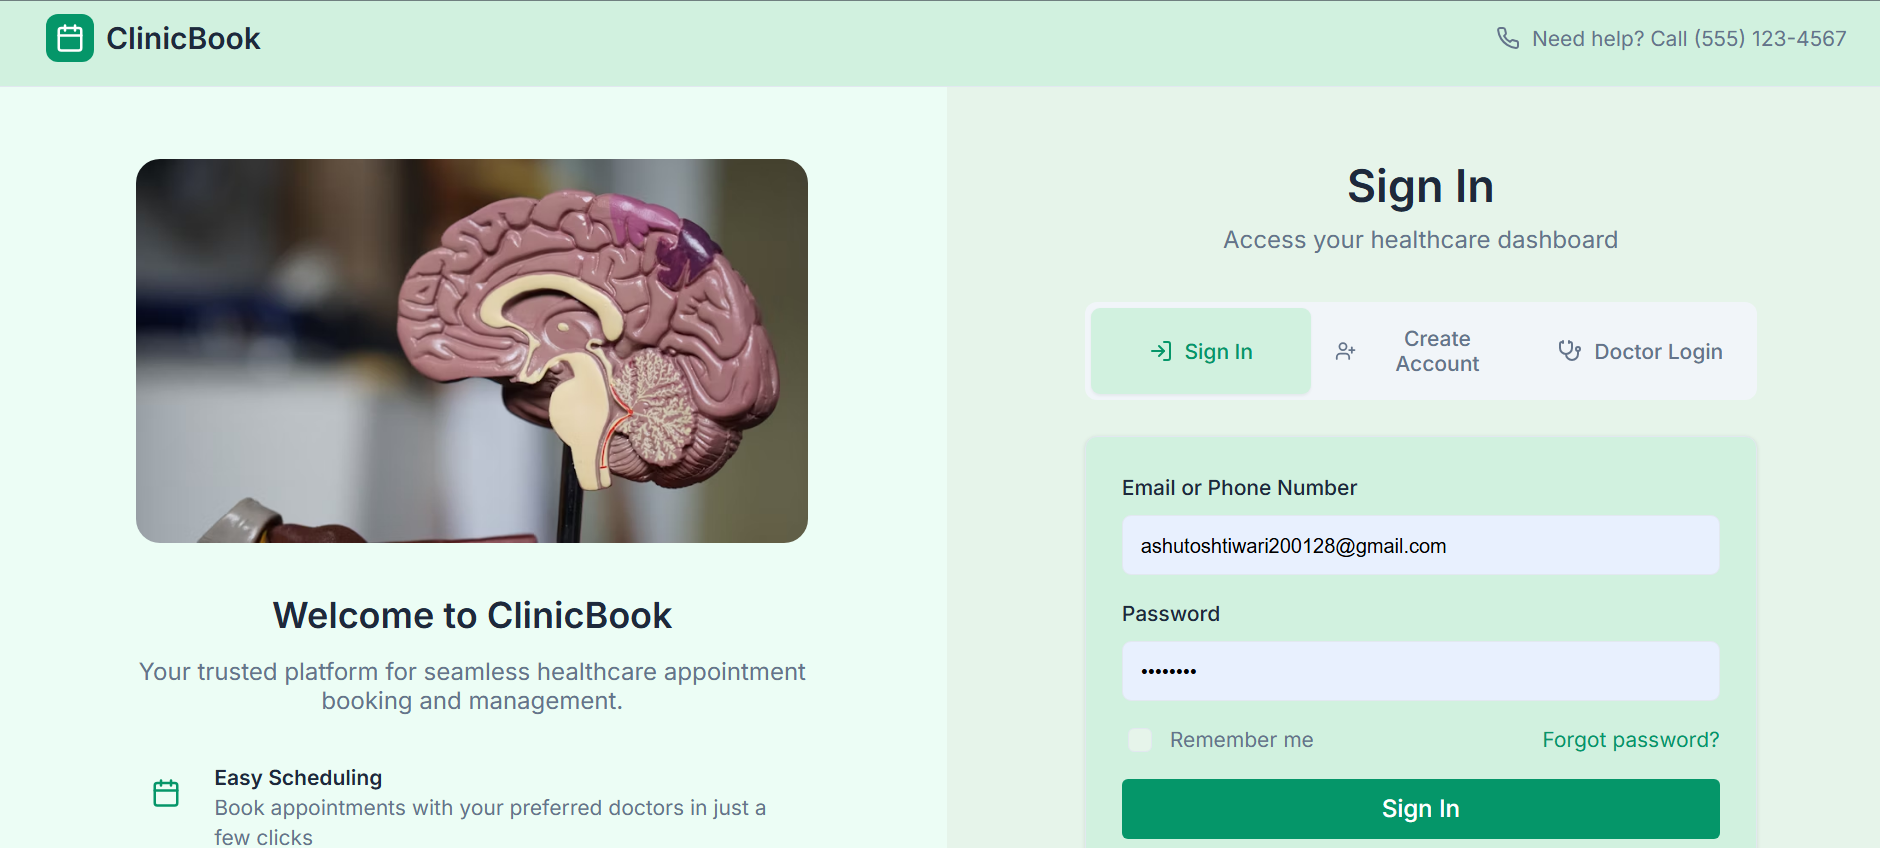 ClinicBook
Need help? Call (555) 123-4567
Welcome to ClinicBook
Your trusted platform for seamless healthcare appointment
booking and management.
Easy Scheduling
Book appointments with your preferred doctors in just a
few clicks
Sign In
Access your healthcare dashboard
Sign In
Create
Account
Doctor Login
Email or Phone Number
ashutoshtiwari200128@gmail.com
Password
••••••••
Remember me
Forgot password?
Sign In